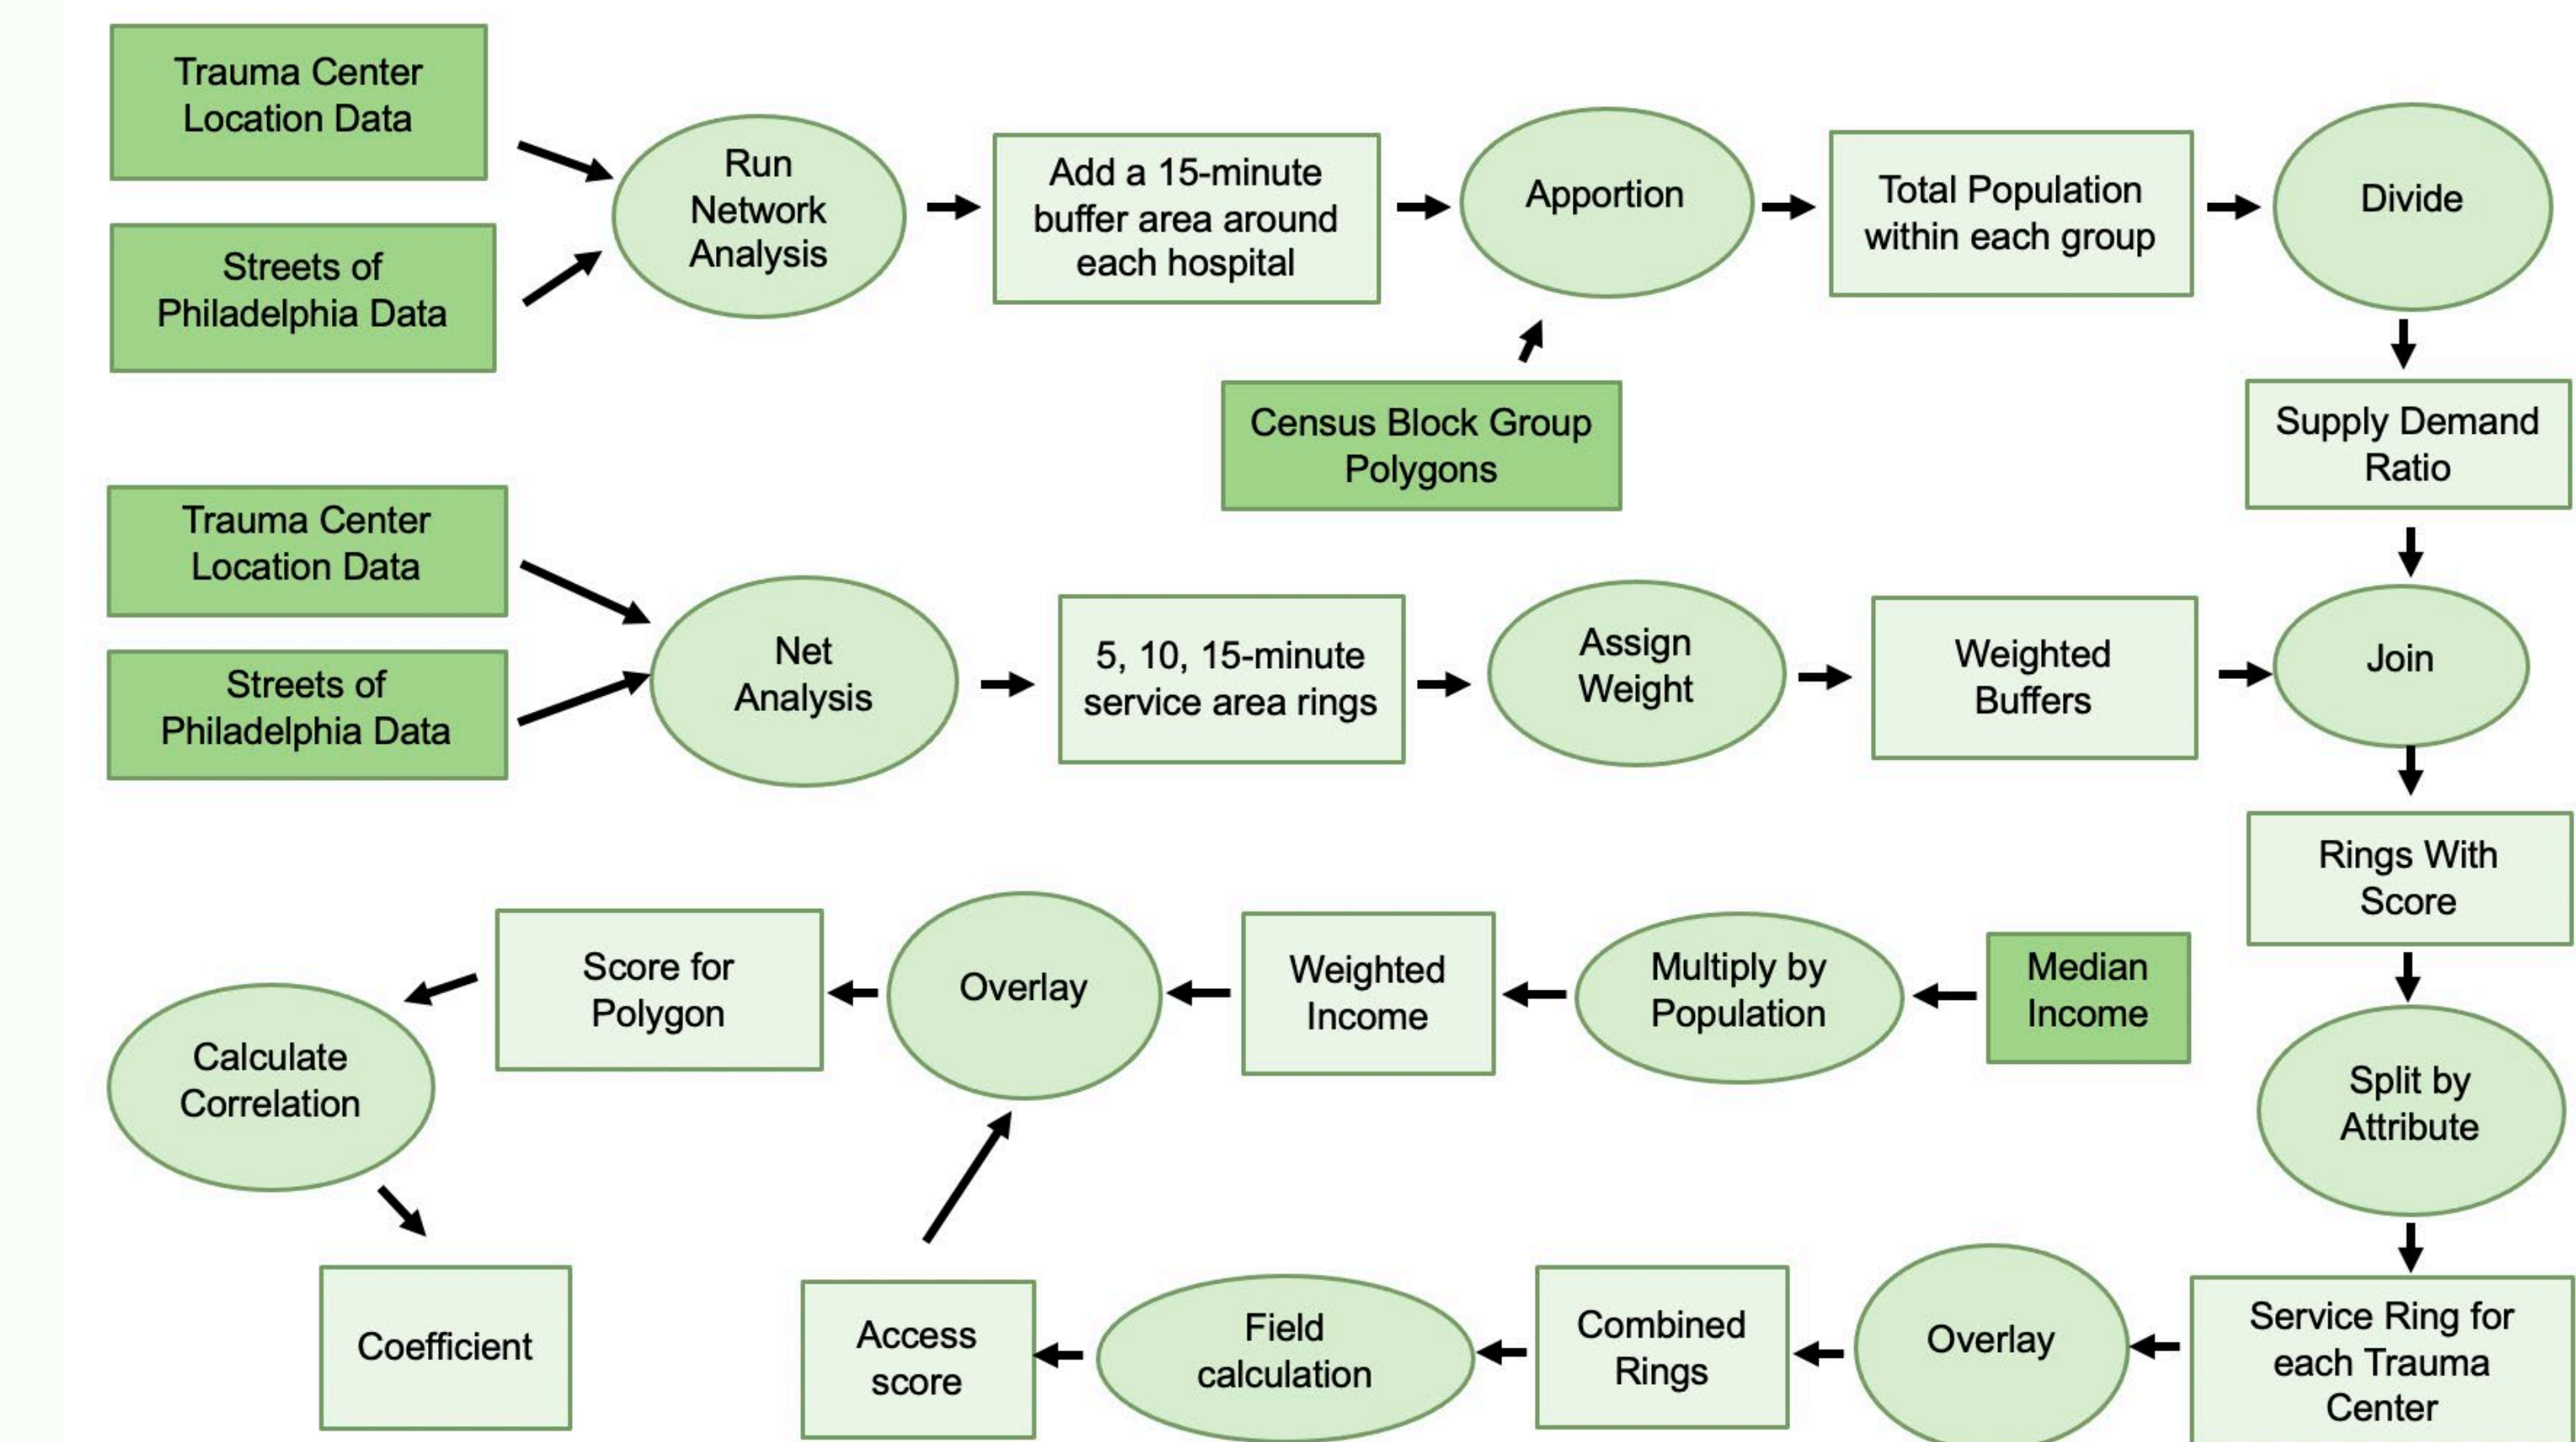 Trauma Center
Location Data
Streets of
Philadelphia Data
Run
Network
Analysis
Add a 15-minute
buffer area around
each hospital
Apportion
Total Population
within each group
Divide
Census Block Group
Polygons
Supply Demand
Ratio
Trauma Center
Location Data
Streets of
Philadelphia Data
Net
Analysis
5, 10, 15-minute
service area rings
Assign
Weight
Weighted
Buffers
Join
Rings With
Score
Split by
Attribute
Service Ring for
each Trauma
Center
Overlay
Combined
Rings
Field
calculation
Access
score
Median
Income
Multiply by
Population
Weighted
Income
Overlay
Score for
Polygon
Calculate
Correlation
Coefficient